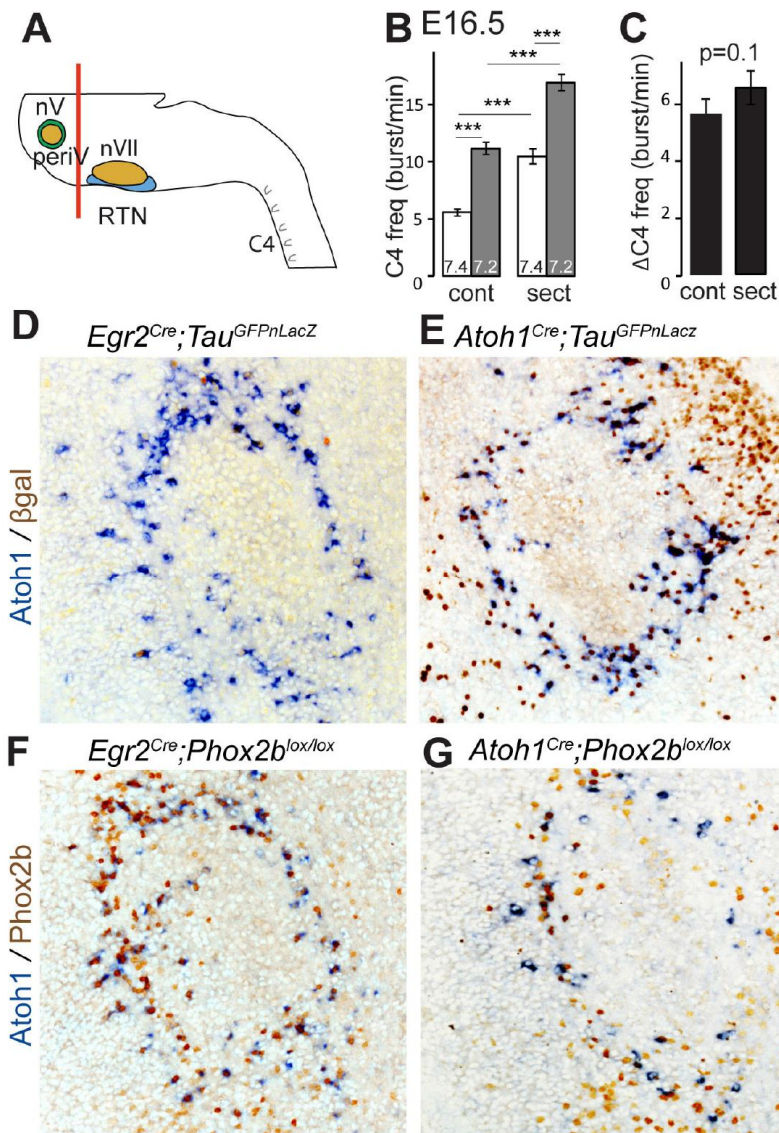 A
nV
periV
nVII
RTN
C4
B E16.5
C4 freq (burst/min)
15
10
5
0
***
***
***
***
7.4
7.2
7.4
7.2
cont
sect
C
p=0.1
ΔC4 freq (burst/min)
6
4
2
0
cont sect
D
Egr2Cre;TauGFPnLacZ
E
Atoh1Cre;TauGFPnLacz
Atoh1 / βgal
F
Egr2Cre;Phox2blox/lox
G
Atoh1Cre;Phox2blox/lox
Atoh1 / Phox2b